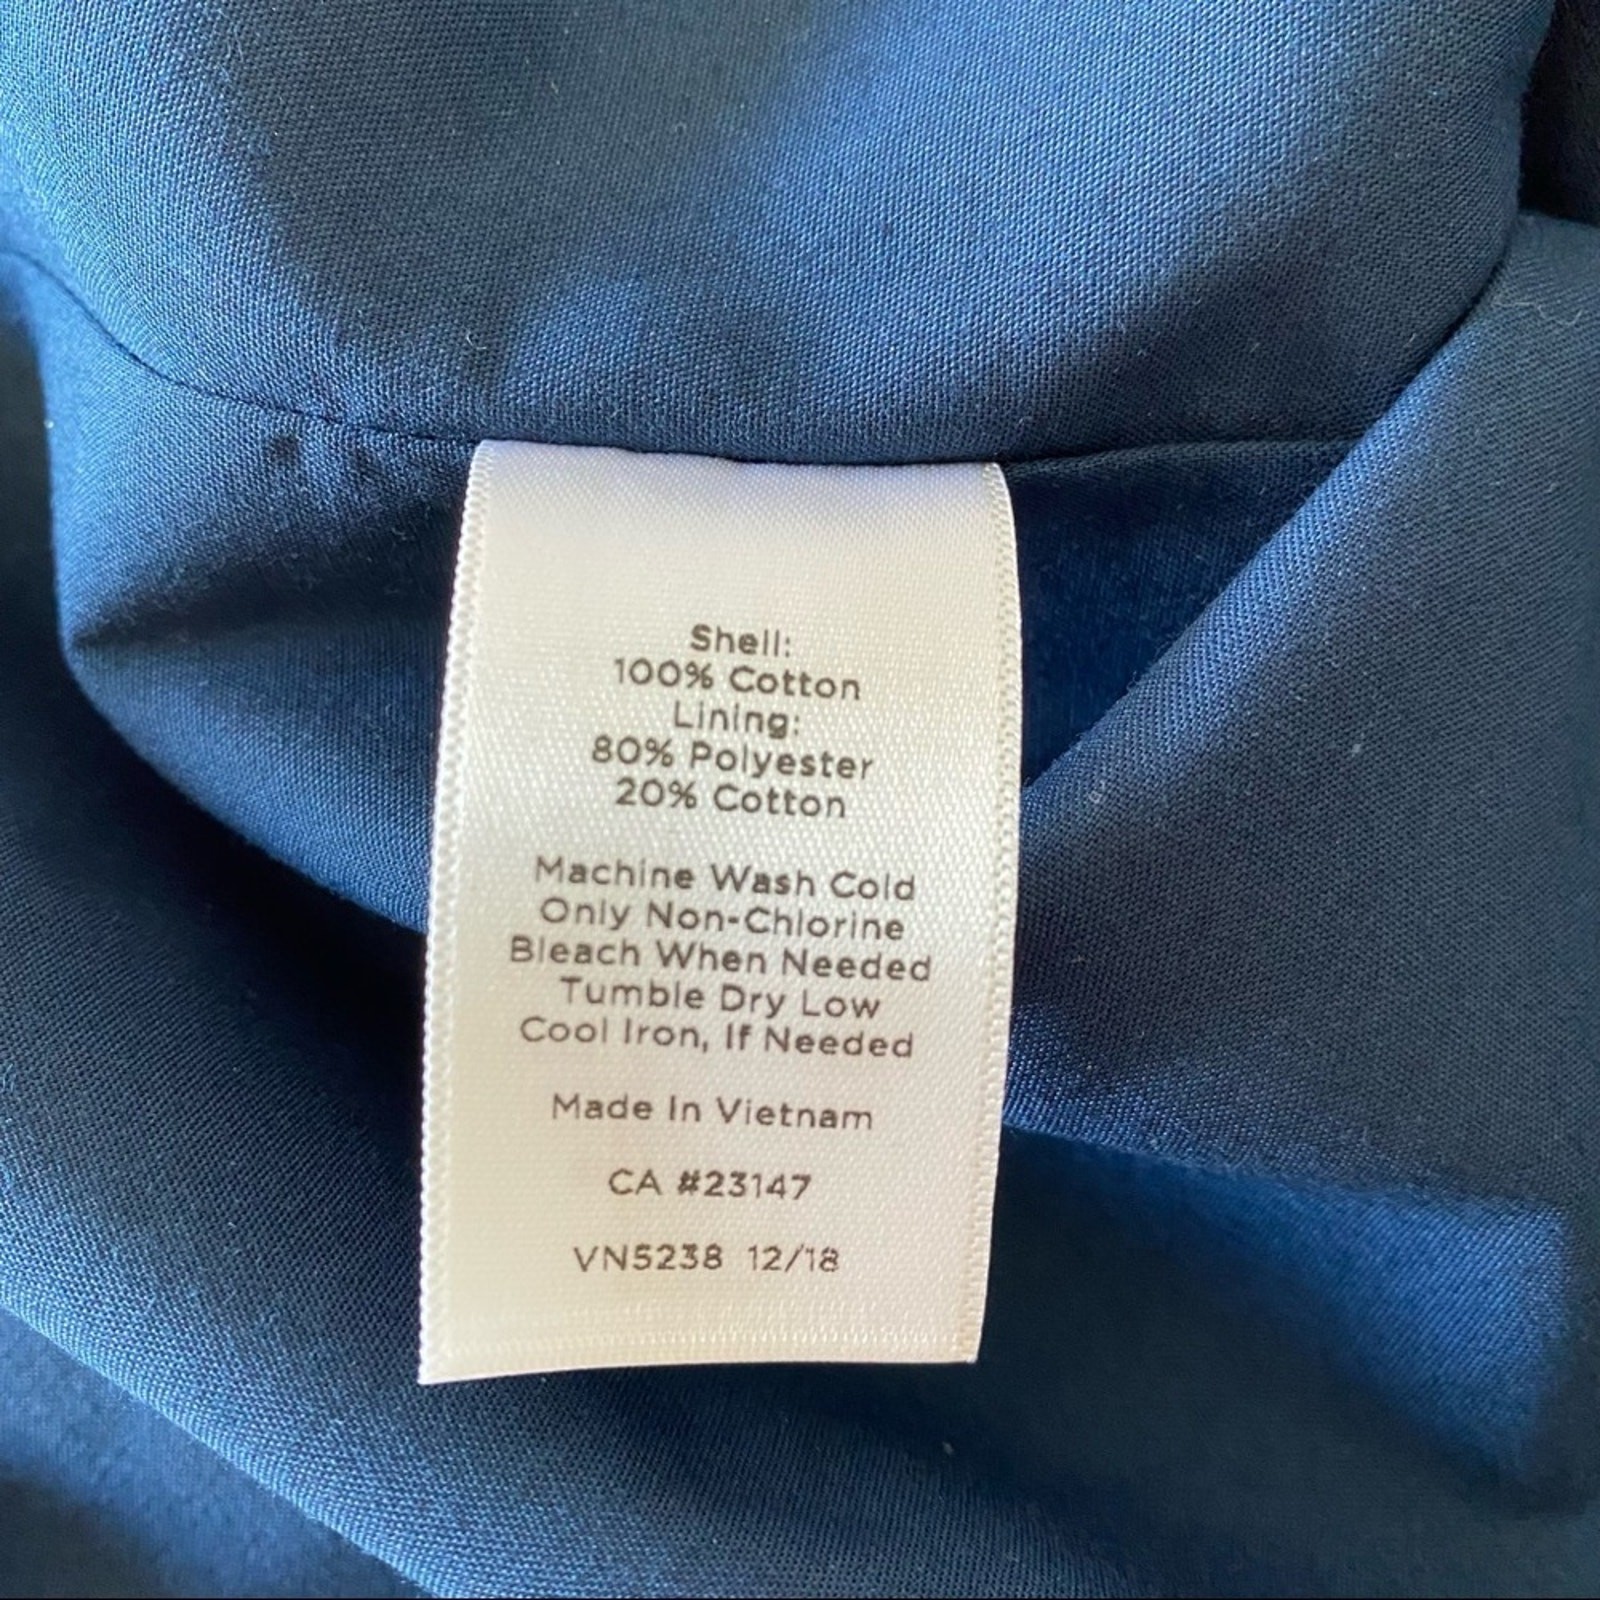 Shell:
100% Cotton
Lining:
80% Polyester
20% Cotton
Machine Wash Cold
Only Non-Chlorine
Bleach When Needed
Tumble Dry Low
Cool Iron, If Needed
Made In Vietnam
CA #23147
VN5238 12/18